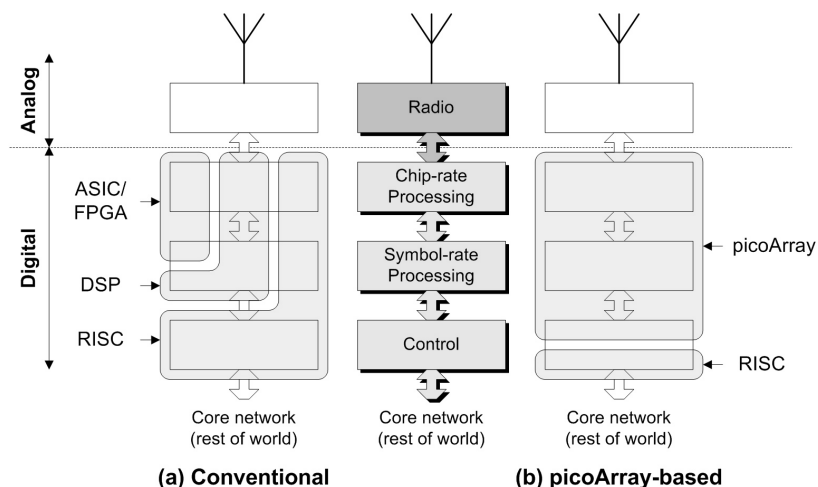 Analog
Radio
ASIC/
FPGA
Chip-rate
Processing
Digital
Symbol-rate
Processing
picoArray
DSP
RISC
Control
RISC
Core network
(rest of world)
Core network
(rest of world)
Core network
(rest of world)
(a) Conventional
(b) picoArray-based